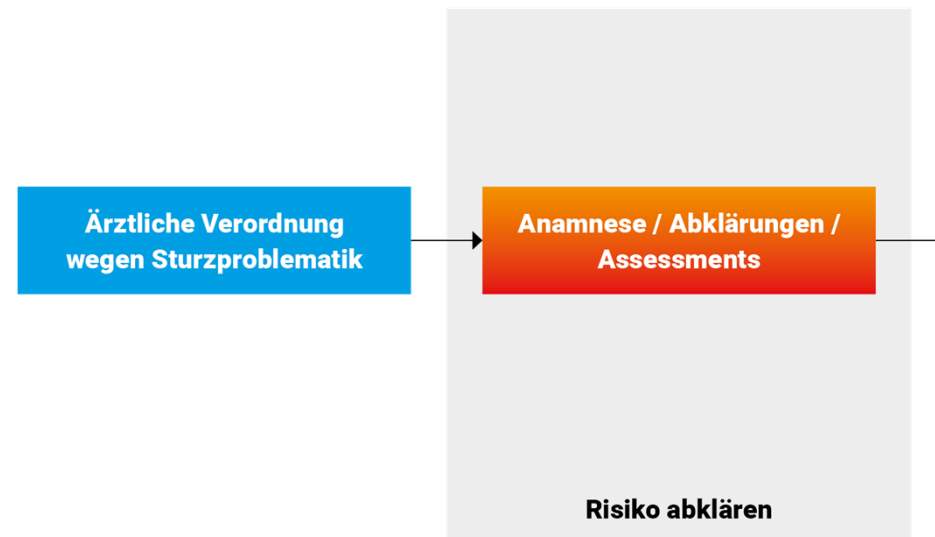 Ärztliche Verordnung
wegen Sturzproblematik
Anamnese / Abklärungen /
Assessments
Risiko abklären